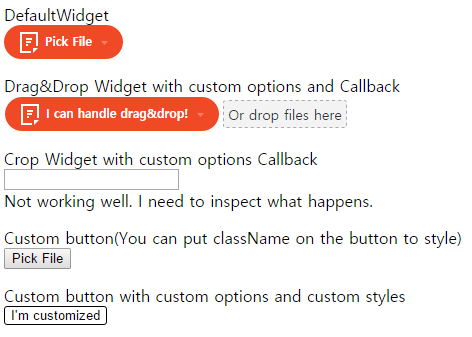 DefaultWidget
Pick File
Drag&Drop Widget with custom options and Callback
I can handle drag&drop! Or drop files here
Crop Widget with custom options Callback
Not working well. I need to inspect what happens.
Custom button(You can put className on the button to style)
Pick File
Custom button with custom options and custom styles
I'm customized